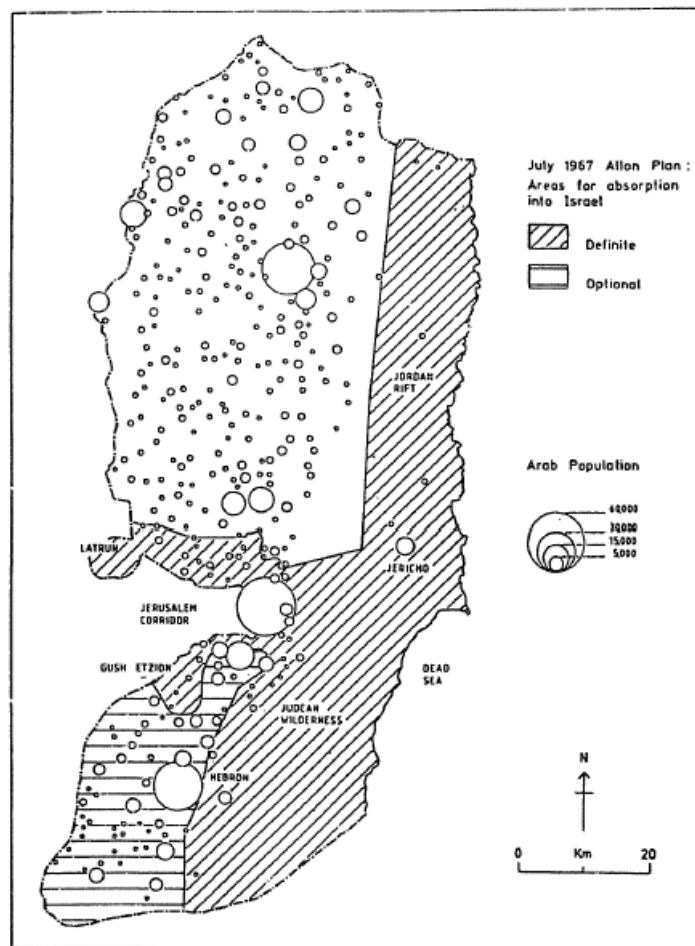 July 1967 Allon Plan :
Areas for absorption
into Israel
Definite
Optional
JORDAN
RIFT
Arab Population
60,000
30,000
15,000
5,000
LATRUN
JERICHO
JERUSALEM
CORRIDOR
GUSH ETZION
DEAD
SEA
JUDEAN
WILDERNESS
HEBRON
N
0 Km 20